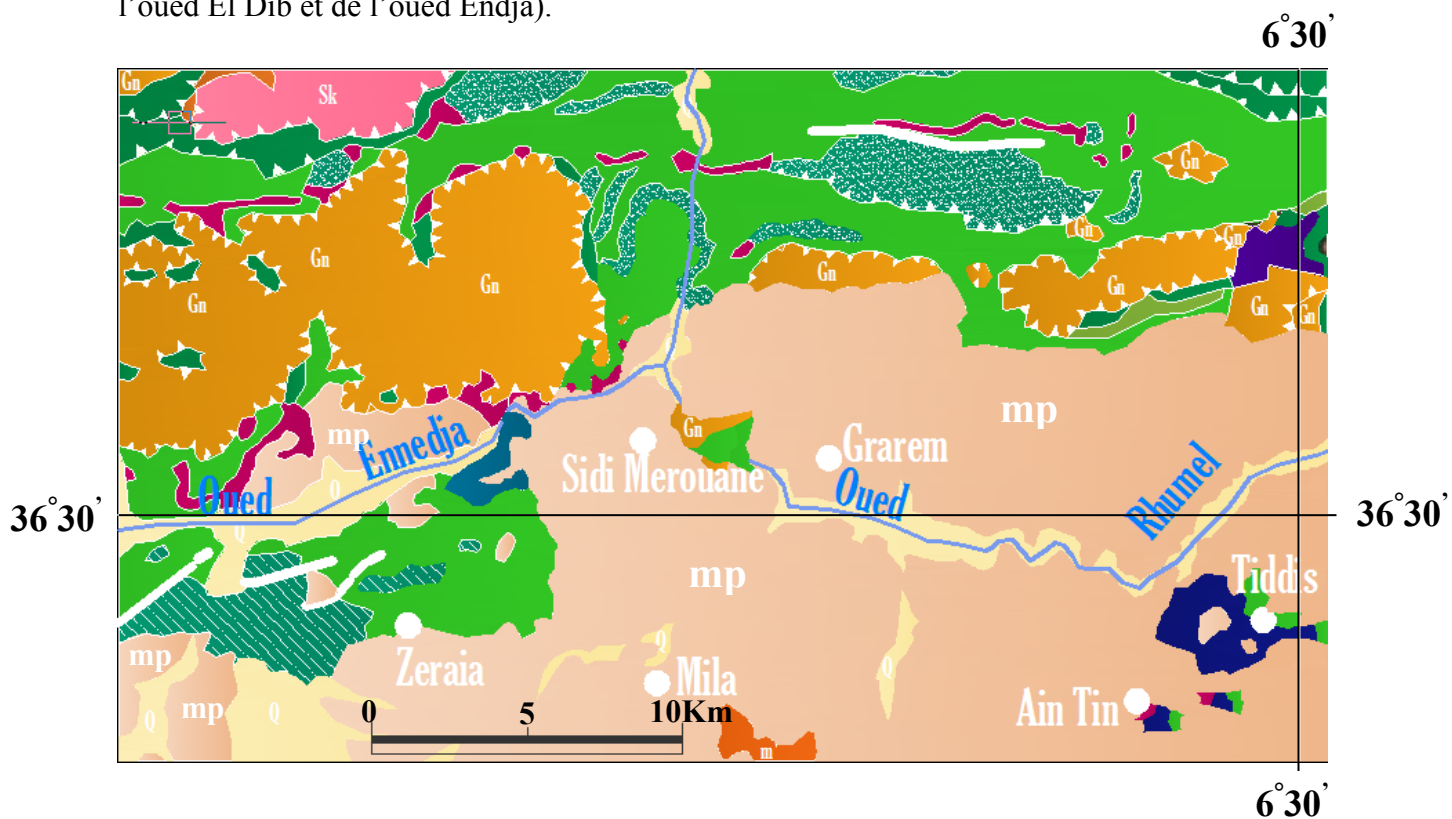 l'oued El Dib et de l'oued Endja).
6°30'
Gn
Sk
Gn
Gn
Gn
Gn
Gn
Gn
Gn
Gn
Gn
Gn
Gn
mp
Gn
mp
Ennedja
Grarem
Sidi Merouane
Q
Oued
Oued
Rhumel
36°30'
36°30'
Q
mp
Tiddis
Q
mp
Zeraia
Q
Mila
Ain Tin
Q
mp
Q
0
5
10Km
m
6°30'